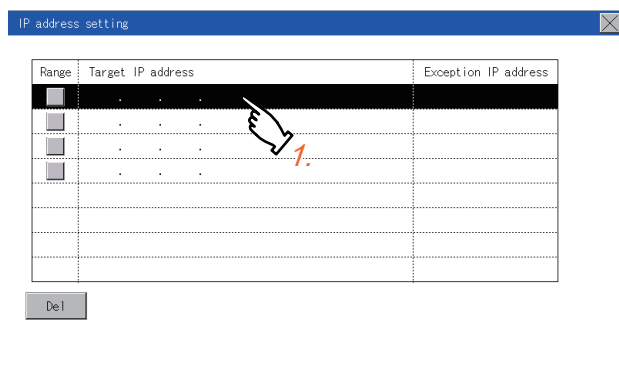 IP address setting
Range Target IP address Exception IP address
. . .
. . .
1.
. . .
. . .
Del